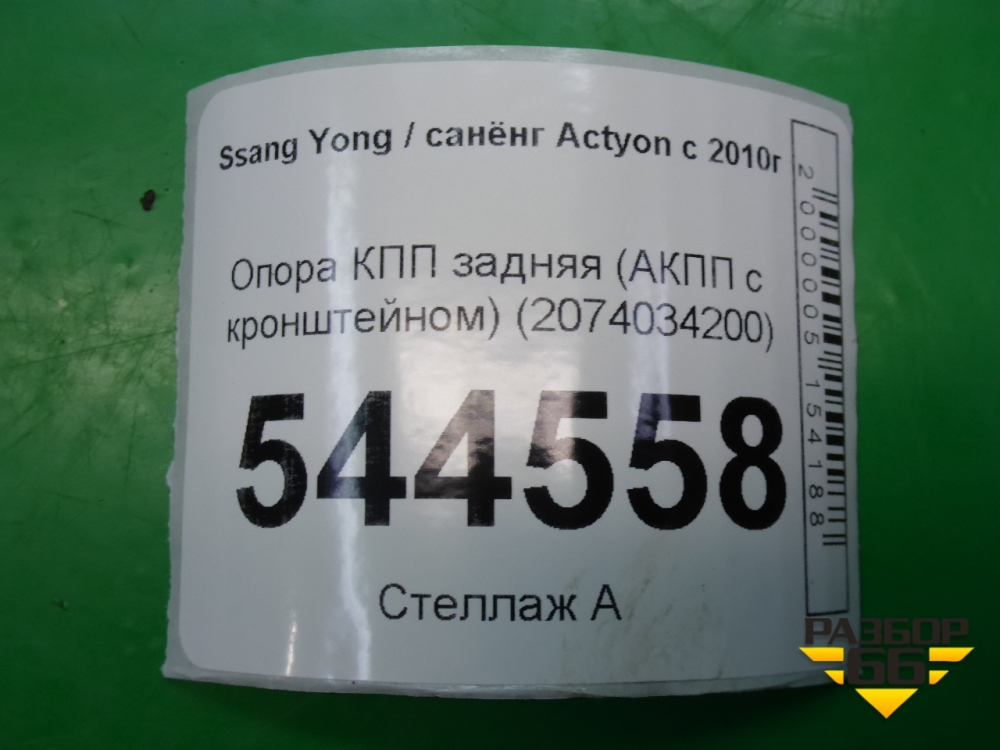 Ssang Yong / санёнг Actyon с 2010г
Опора КПП задняя (АКПП с
кронштейном) (2074034200)
544558
Стеллаж А
2000005154188
РАЗБОР
66